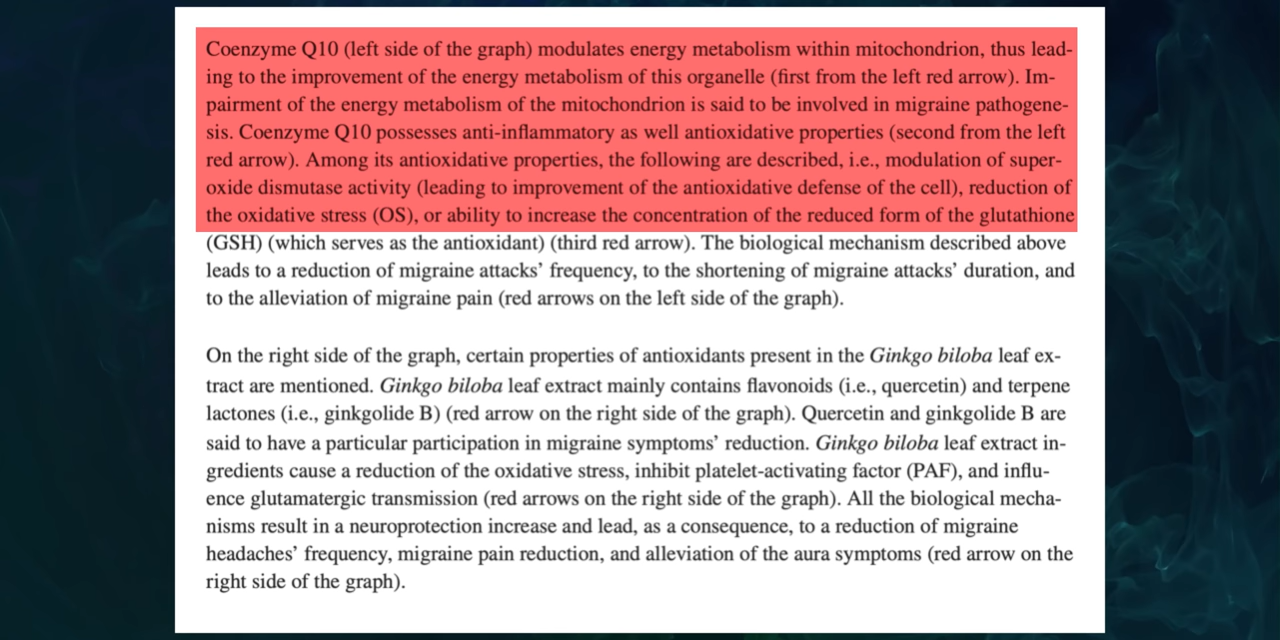 Coenzyme Q10 (left side of the graph) modulates energy metabolism within mitochondrion, thus lead-
ing to the improvement of the energy metabolism of this organelle (first from the left red arrow). Im-
pairment of the energy metabolism of the mitochondrion is said to be involved in migraine pathogene-
sis. Coenzyme Q10 possesses anti-inflammatory as well antioxidative properties (second from the left
red arrow). Among its antioxidative properties, the following are described, i.e., modulation of super-
oxide dismutase activity (leading to improvement of the antioxidative defense of the cell), reduction of
the oxidative stress (OS), or ability to increase the concentration of the reduced form of the glutathione
(GSH) (which serves as the antioxidant) (third red arrow). The biological mechanism described above
leads to a reduction of migraine attacks’ frequency, to the shortening of migraine attacks’ duration, and
to the alleviation of migraine pain (red arrows on the left side of the graph).
On the right side of the graph, certain properties of antioxidants present in the Ginkgo biloba leaf ex-
tract are mentioned. Ginkgo biloba leaf extract mainly contains flavonoids (i.e., quercetin) and terpene
lactones (i.e., ginkgolide B) (red arrow on the right side of the graph). Quercetin and ginkgolide B are
said to have a particular participation in migraine symptoms’ reduction. Ginkgo biloba leaf extract in-
gredients cause a reduction of the oxidative stress, inhibit platelet-activating factor (PAF), and influ-
ence glutamatergic transmission (red arrows on the right side of the graph). All the biological mecha-
nisms result in a neuroprotection increase and lead, as a consequence, to a reduction of migraine
headaches’ frequency, migraine pain reduction, and alleviation of the aura symptoms (red arrow on the
right side of the graph).